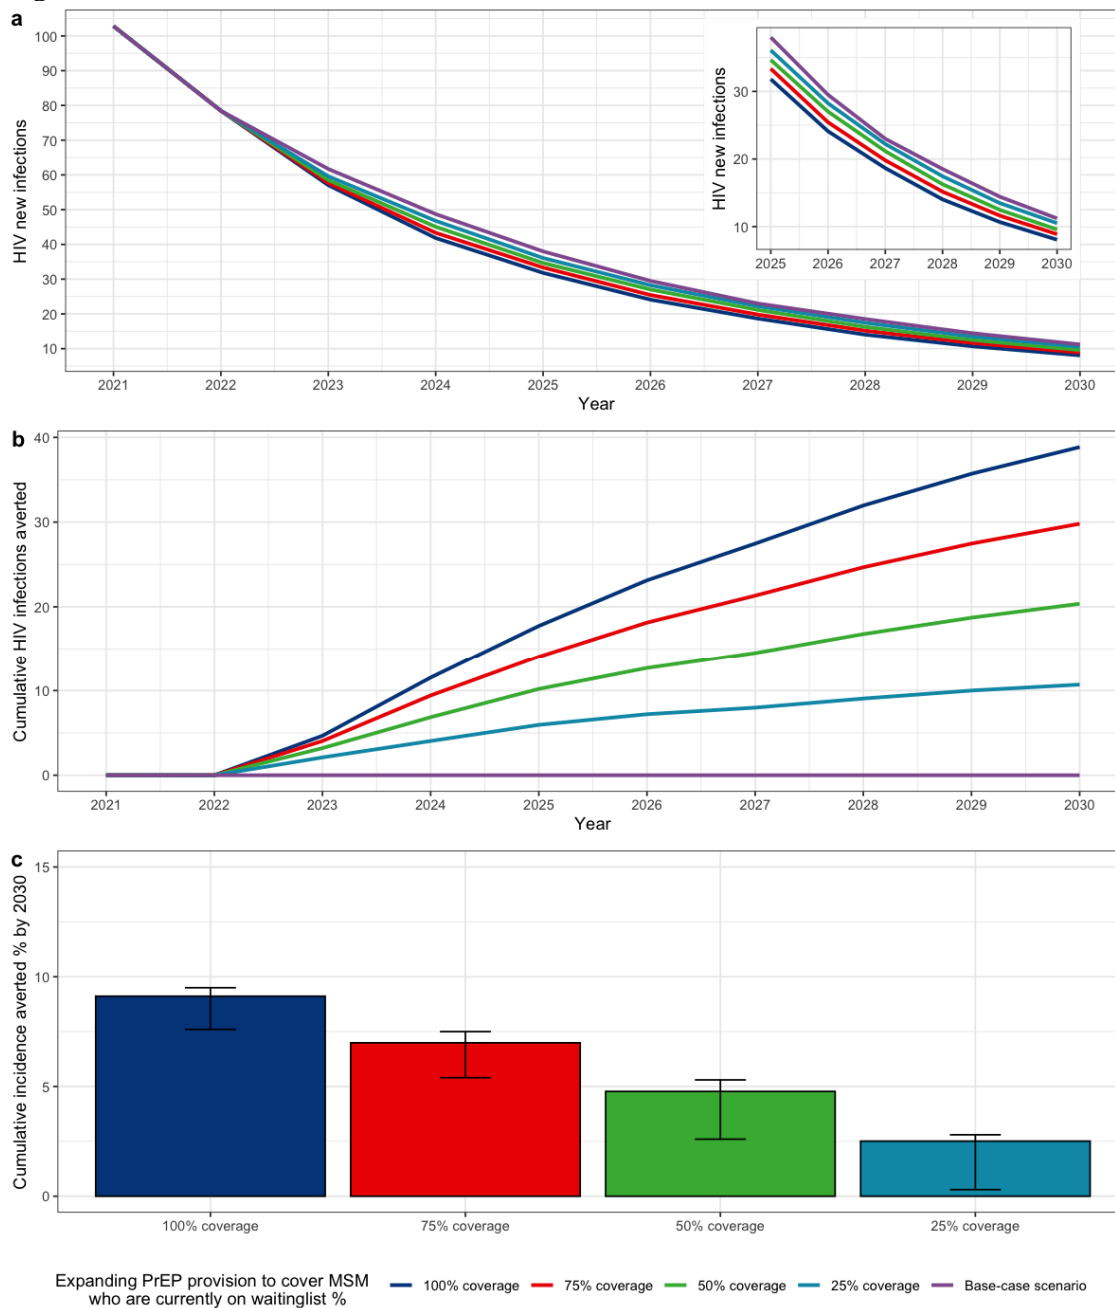 a
HIV new infections
100
90
80
70
60
50
40
30
20
10
2021 2022 2023 2024 2025 2026 2027 2028 2029 2030
Year
HIV new infections
30
20
10
2025 2026 2027 2028 2029 2030
b
Cumulative HIV infections averted
40
30
20
10
0
2021 2022 2023 2024 2025 2026 2027 2028 2029 2030
Year
c
Cumulative incidence averted % by 2030
15
10
5
0
100% coverage 75% coverage 50% coverage 25% coverage
Expanding PrEP provision to cover MSM
who are currently on waitinglist %
100% coverage 75% coverage 50% coverage 25% coverage Base-case scenario